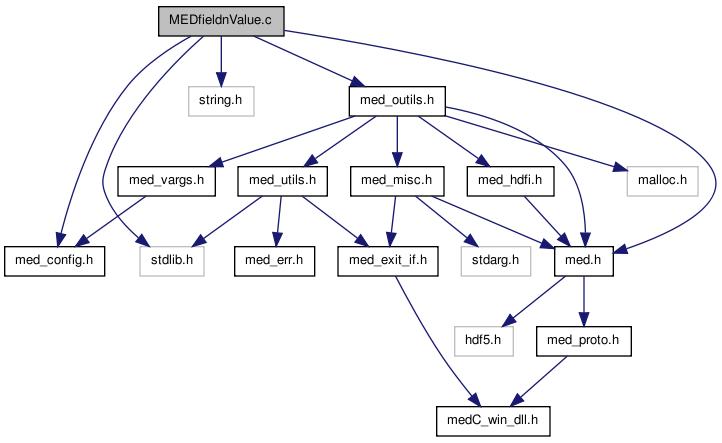 MEDfieldnValue.c
string.h
med_outils.h
med_vargs.h
med_utils.h
med_misc.h
med_hdfi.h
malloc.h
med_config.h
stdlib.h
med_err.h
med_exit_if.h
stdarg.h
med.h
hdf5.h
med_proto.h
medC_win_dll.h